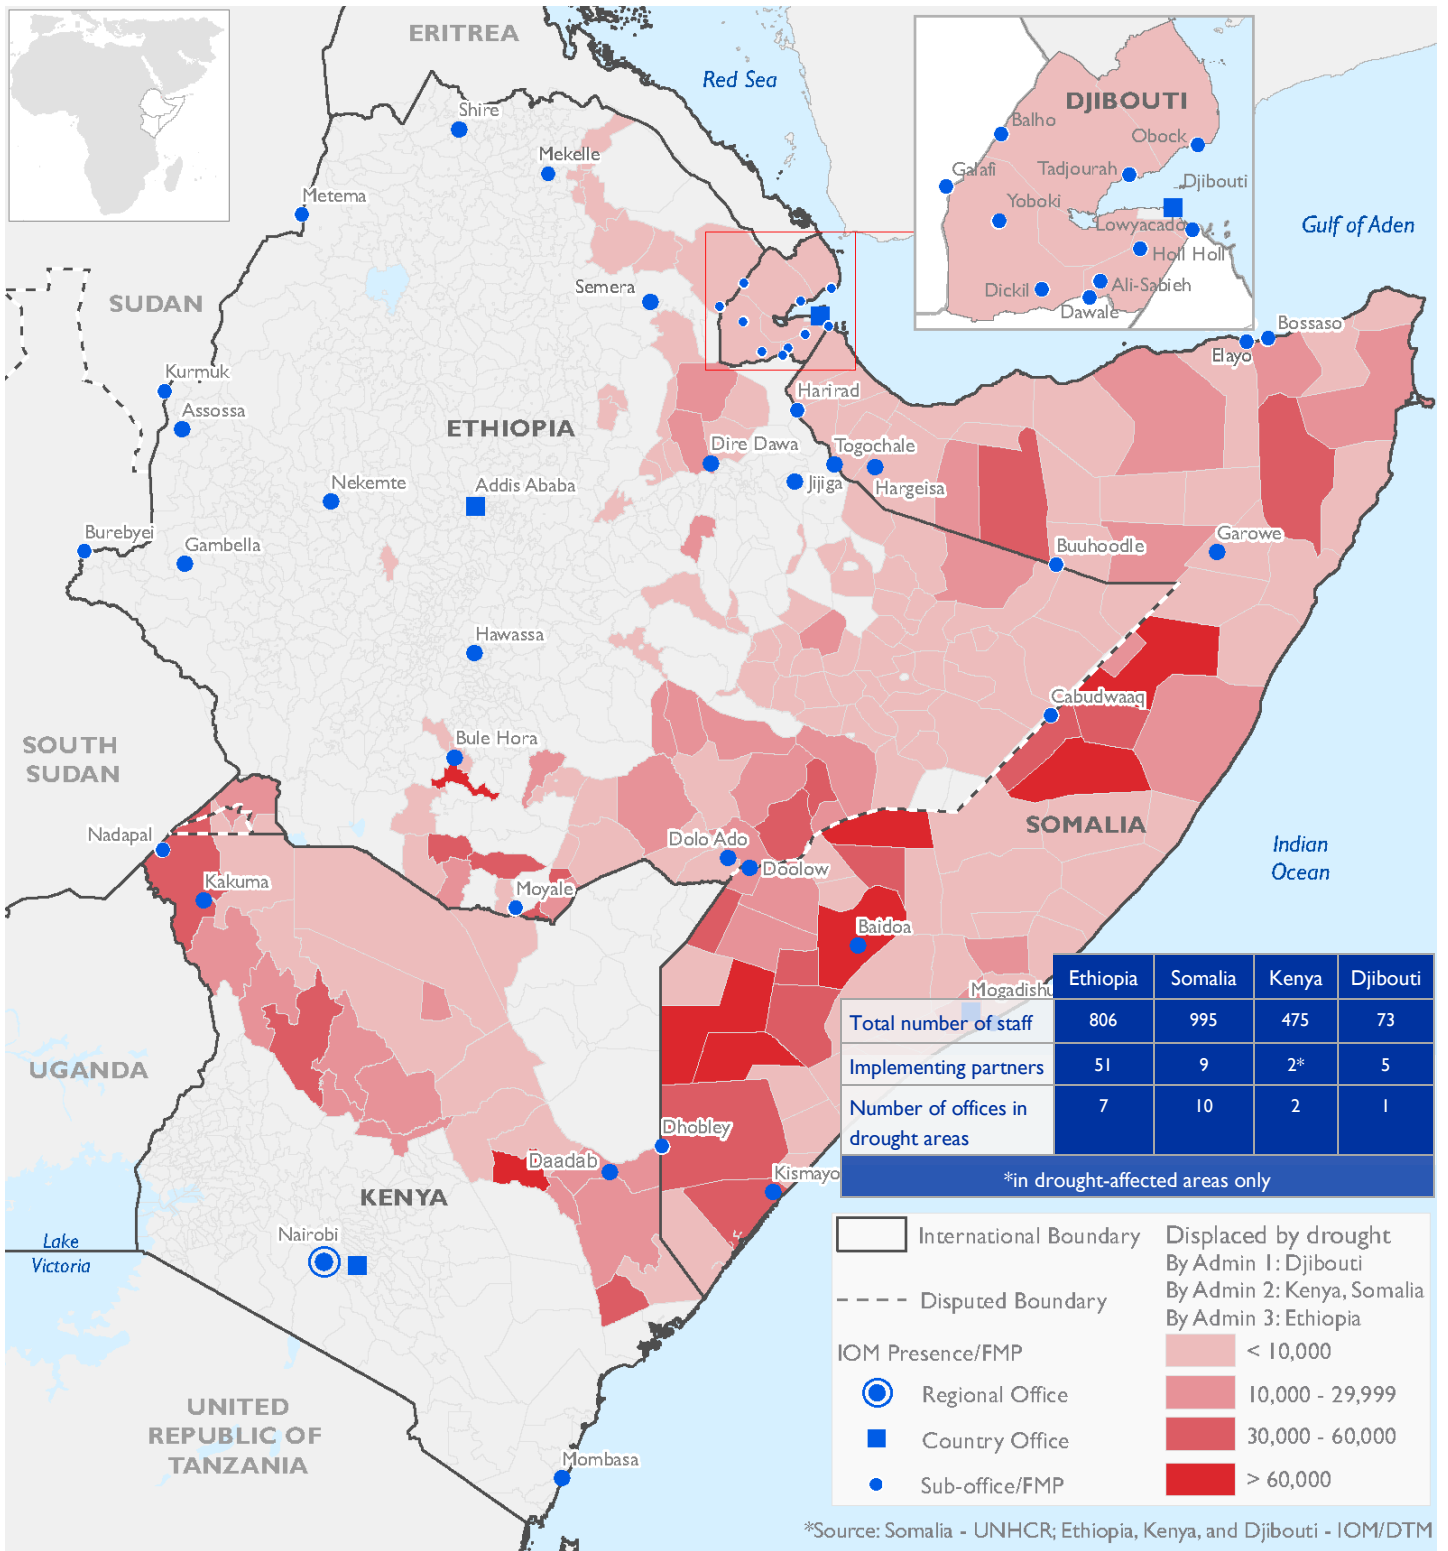 ERITREA
Red Sea
DJIBOUTI
Balho
Obock
Galafi
Tadjourah
Djibouti
Yoboki
Lowyacado
Holl Holl
Dickil
Ali-Sabieh
Dawale
Gulf of Aden
Shire
Mekelle
Metema
SUDAN
Semera
Bossaso
Elayo
Kurmuk
Assossa
Harirad
ETHIOPIA
Dire Dawa
Togochale
Nekemte
Addis Ababa
Jijiga
Hargeisa
Burebyei
Gambella
Buuhoodle
Garowe
Hawassa
Cabudwaaq
SOUTH
SUDAN
Bule Hora
Nadapal
Dolo Ado
SOMALIA
Doolow
Indian
Ocean
Kakuma
Moyale
Baidoa
Mogadishu
UGANDA
Dhobley
Daadab
Kismayo
KENYA
Nairobi
Lake
Victoria
UNITED
REPUBLIC OF
TANZANIA
Mombasa
Ethiopia Somalia Kenya Djibouti
Total number of staff 806 995 475 73
Implementing partners 51 9 2* 5
Number of offices in 7 10 2 1
drought areas
*in drought-affected areas only
International Boundary
Disputed Boundary
IOM Presence/FMP
Regional Office
Country Office
Sub-office/FMP
Displaced by drought
By Admin 1: Djibouti
By Admin 2: Kenya, Somalia
By Admin 3: Ethiopia
< 10,000
10,000 - 29,999
30,000 - 60,000
> 60,000
*Source: Somalia - UNHCR; Ethiopia, Kenya, and Djibouti - IOM/DTM